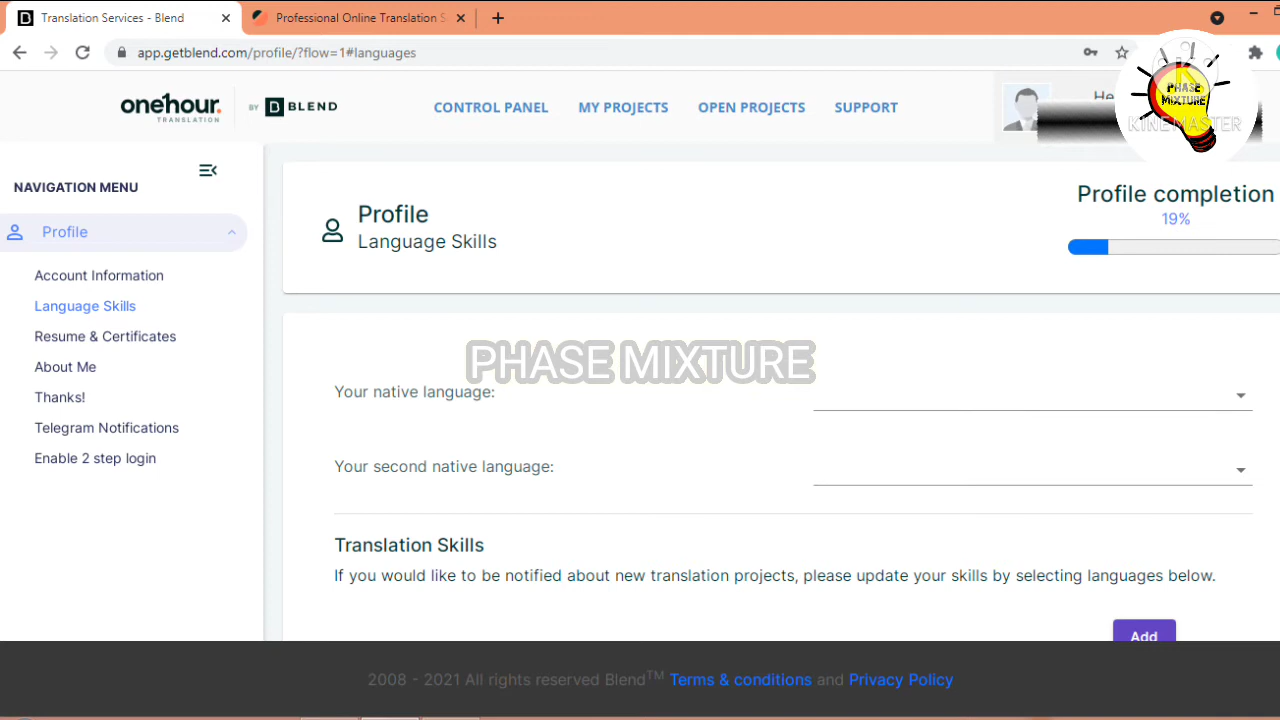 Translation Services - Blend
Professional Online Translation S
app.getblend.com/profile/?flow=1#languages
onehour.
TRANSLATION
BY BLEND
CONTROL PANEL
MY PROJECTS
OPEN PROJECTS
SUPPORT
He
PHASE
MIXTURE
KINEMASTER
NAVIGATION MENU
Profile
Account Information
Language Skills
Resume & Certificates
About Me
Thanks!
Telegram Notifications
Enable 2 step login
Profile
Language Skills
Profile completion
19%
PHASE MIXTURE
Your native language:
Your second native language:
Translation Skills
If you would like to be notified about new translation projects, please update your skills by selecting languages below.
Add
2008 - 2021 All rights reserved Blend™ Terms & conditions and Privacy Policy